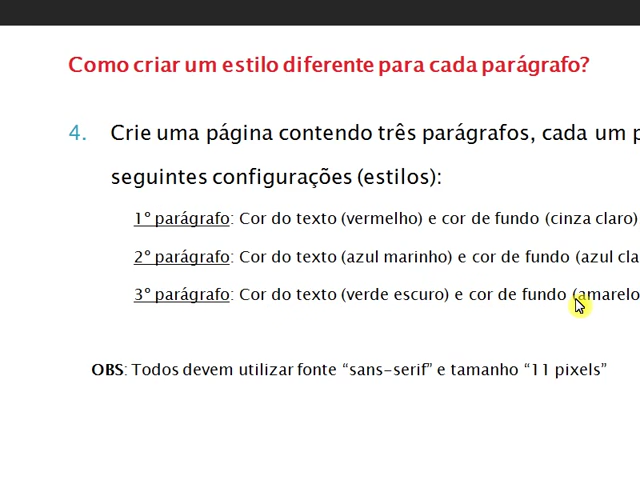 Como criar um estilo diferente para cada parágrafo?
4. Crie uma página contendo três parágrafos, cada um
seguintes configurações (estilos):
1º parágrafo: Cor do texto (vermelho) e cor de fundo (cinza claro)
2º parágrafo: Cor do texto (azul marinho) e cor de fundo (azul
3º parágrafo: Cor do texto (verde escuro) e cor de fundo (amarelo
OBS: Todos devem utilizar fonte “sans-serif” e tamanho “11 pixels”